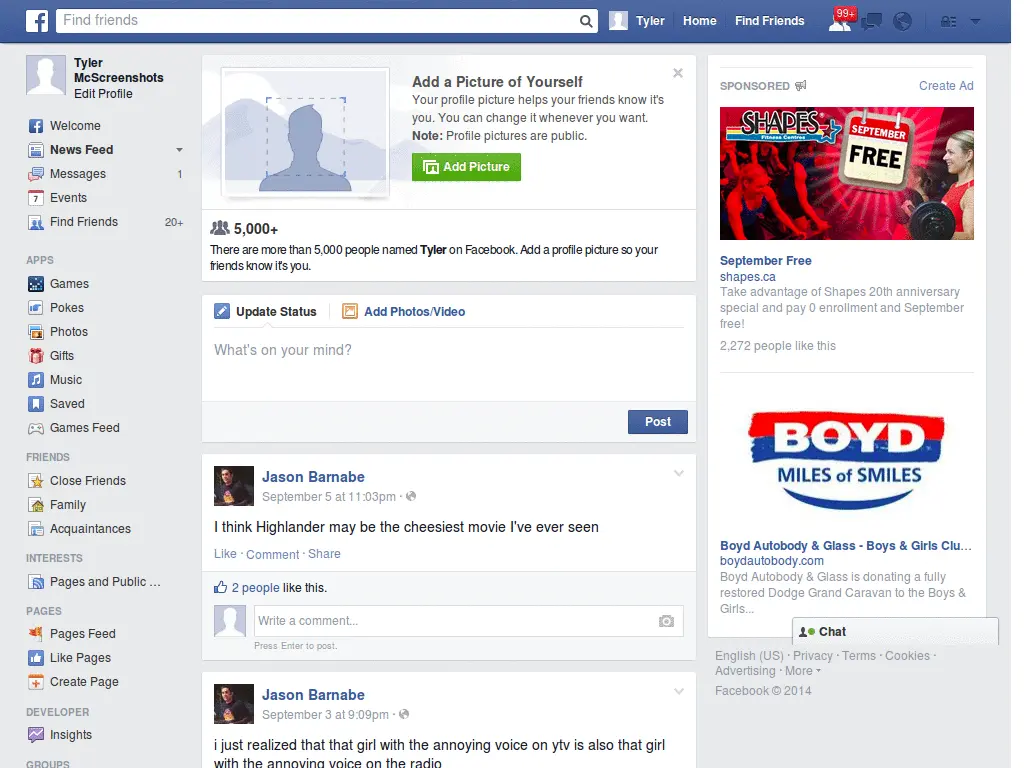 Find friends
Tyler
Home
Find Friends
99+
Tyler
McScreenshots
Edit Profile
Welcome
News Feed
Messages
1
7
Events
Find Friends
20+
APPS
Games
Pokes
Photos
Gifts
Music
Saved
Games Feed
FRIENDS
Close Friends
Family
Acquaintances
INTERESTS
Pages and Public ...
PAGES
Pages Feed
Like Pages
Create Page
DEVELOPER
Insights
GROUPS
Add a Picture of Yourself
Your profile picture helps your friends know it's
you. You can change it whenever you want.
Note: Profile pictures are public.
Add Picture
5,000+
There are more than 5,000 people named Tyler on Facebook. Add a profile picture so your
friends know it's you.
Update Status
Add Photos/Video
What's on your mind?
Post
Jason Barnabe
September 5 at 11:03pm ·
I think Highlander may be the cheesiest movie I've ever seen
Like · Comment · Share
2 people like this.
Write a comment...
Press Enter to post.
Jason Barnabe
September 3 at 9:09pm ·
i just realized that that girl with the annoying voice on ytv is also that girl
with the annoying voice on the radio
SPONSORED
Create Ad
SHAPES
Fitness Centres
SEPTEMBER
FREE
September Free
shapes.ca
Take advantage of Shapes 20th anniversary
special and pay 0 enrollment and September
free!
2,272 people like this
BOYD
MILES of SMILES
Boyd Autobody & Glass - Boys & Girls Clu...
boydautobody.com
Boyd Autobody & Glass is donating a fully
restored Dodge Grand Caravan to the Boys &
Girls...
Chat
English (US) · Privacy · Terms · Cookies ·
Advertising · More
Facebook © 2014